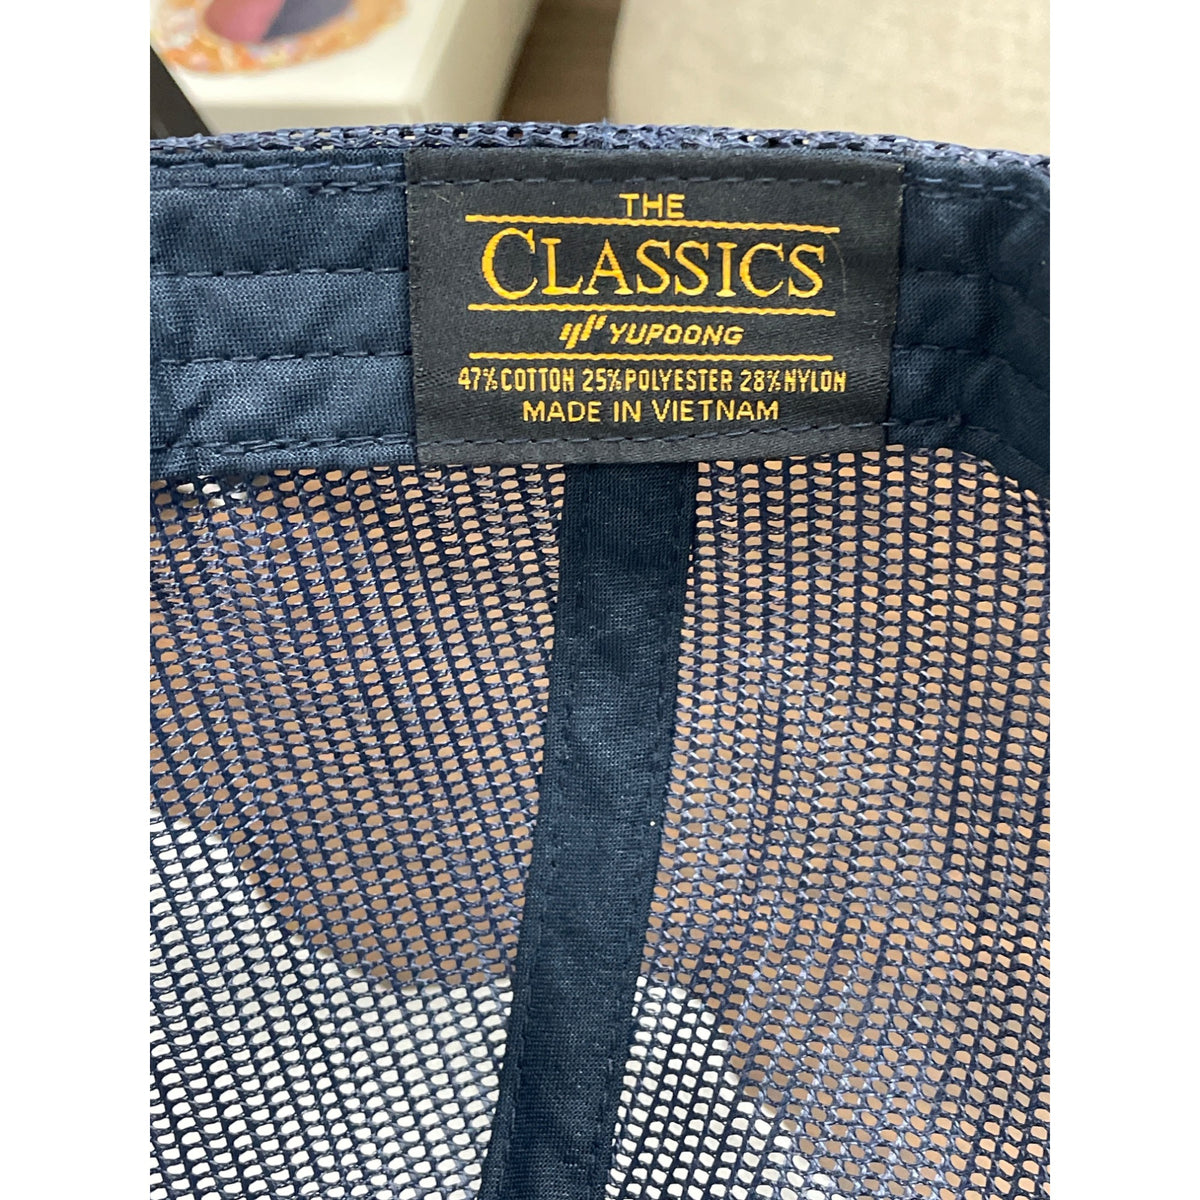 THE
CLASSICS
YUPOONG
47%COTTON 25%POLYESTER 28%NYLON
MADE IN VIETNAM